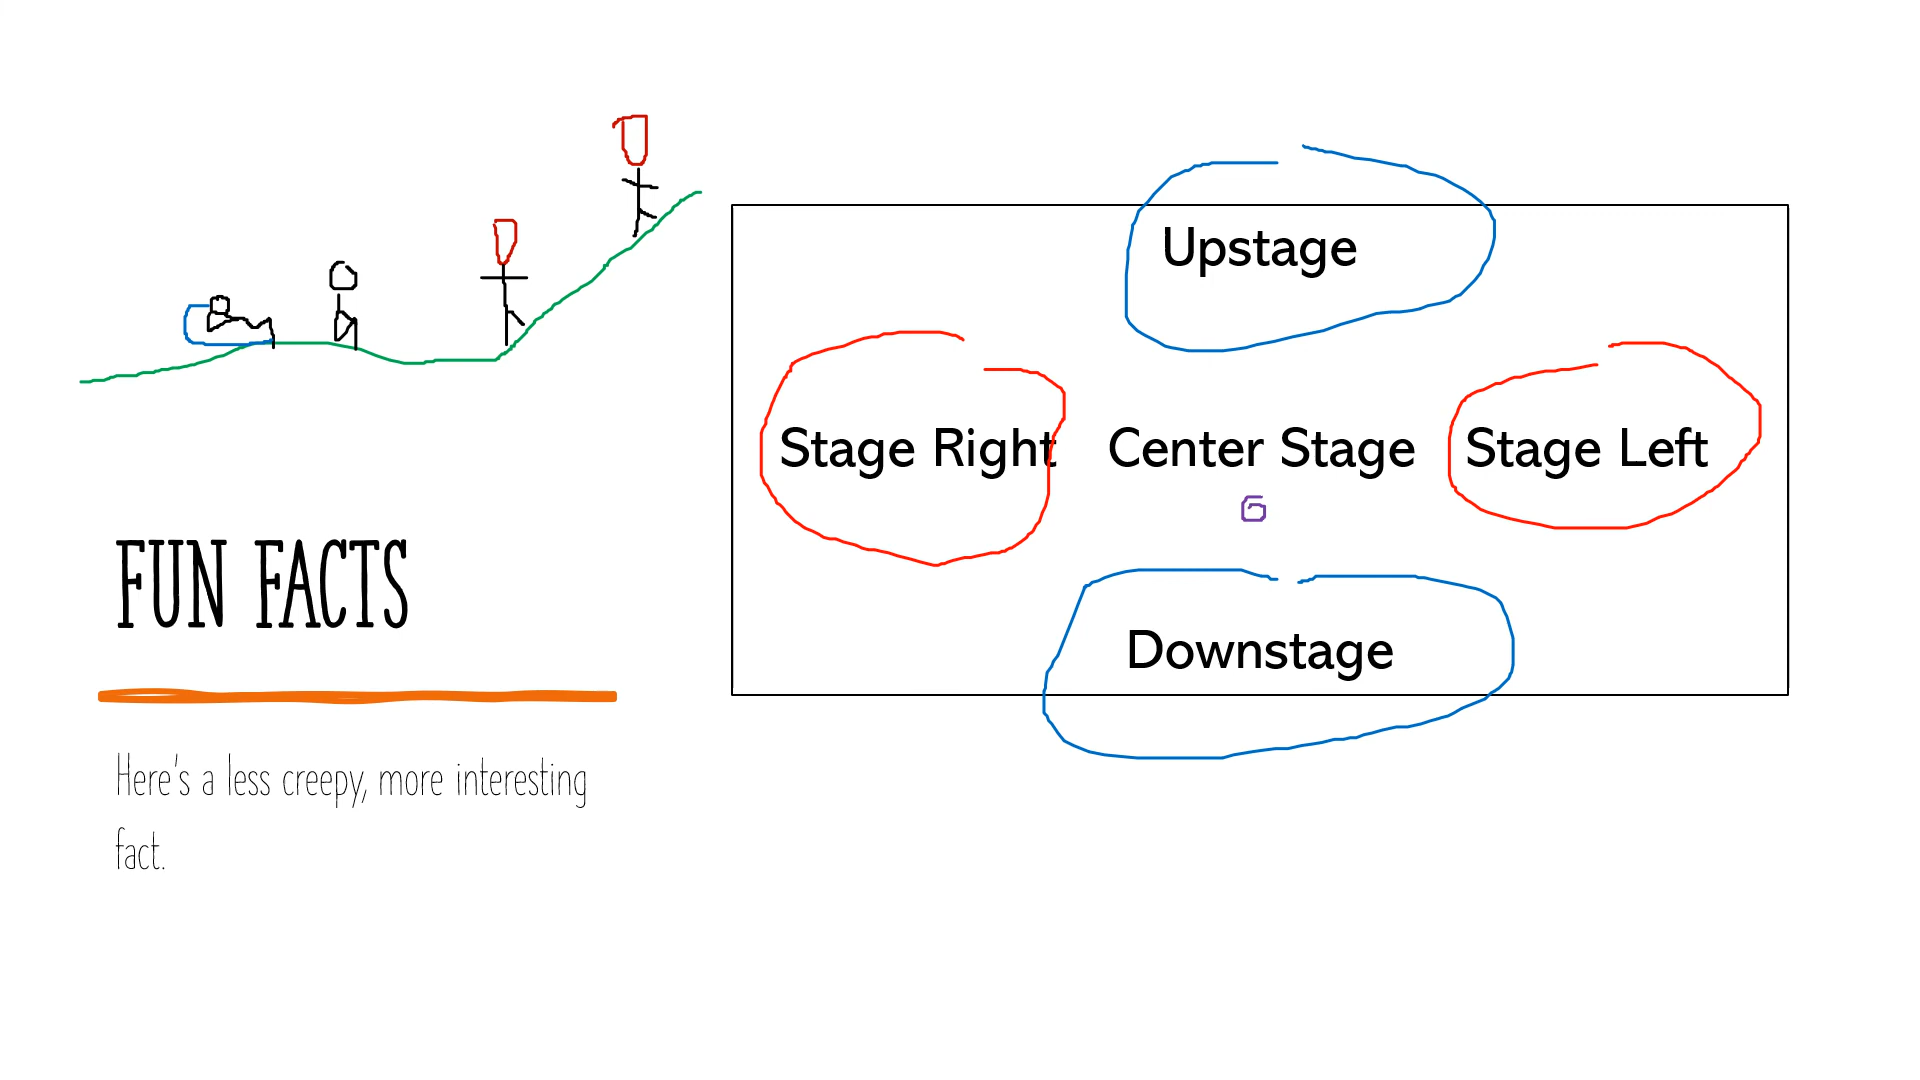 Upstage
Stage Right Center Stage Stage Left
Downstage
FUN FACTS
Here's a less creepy, more interesting
fact.